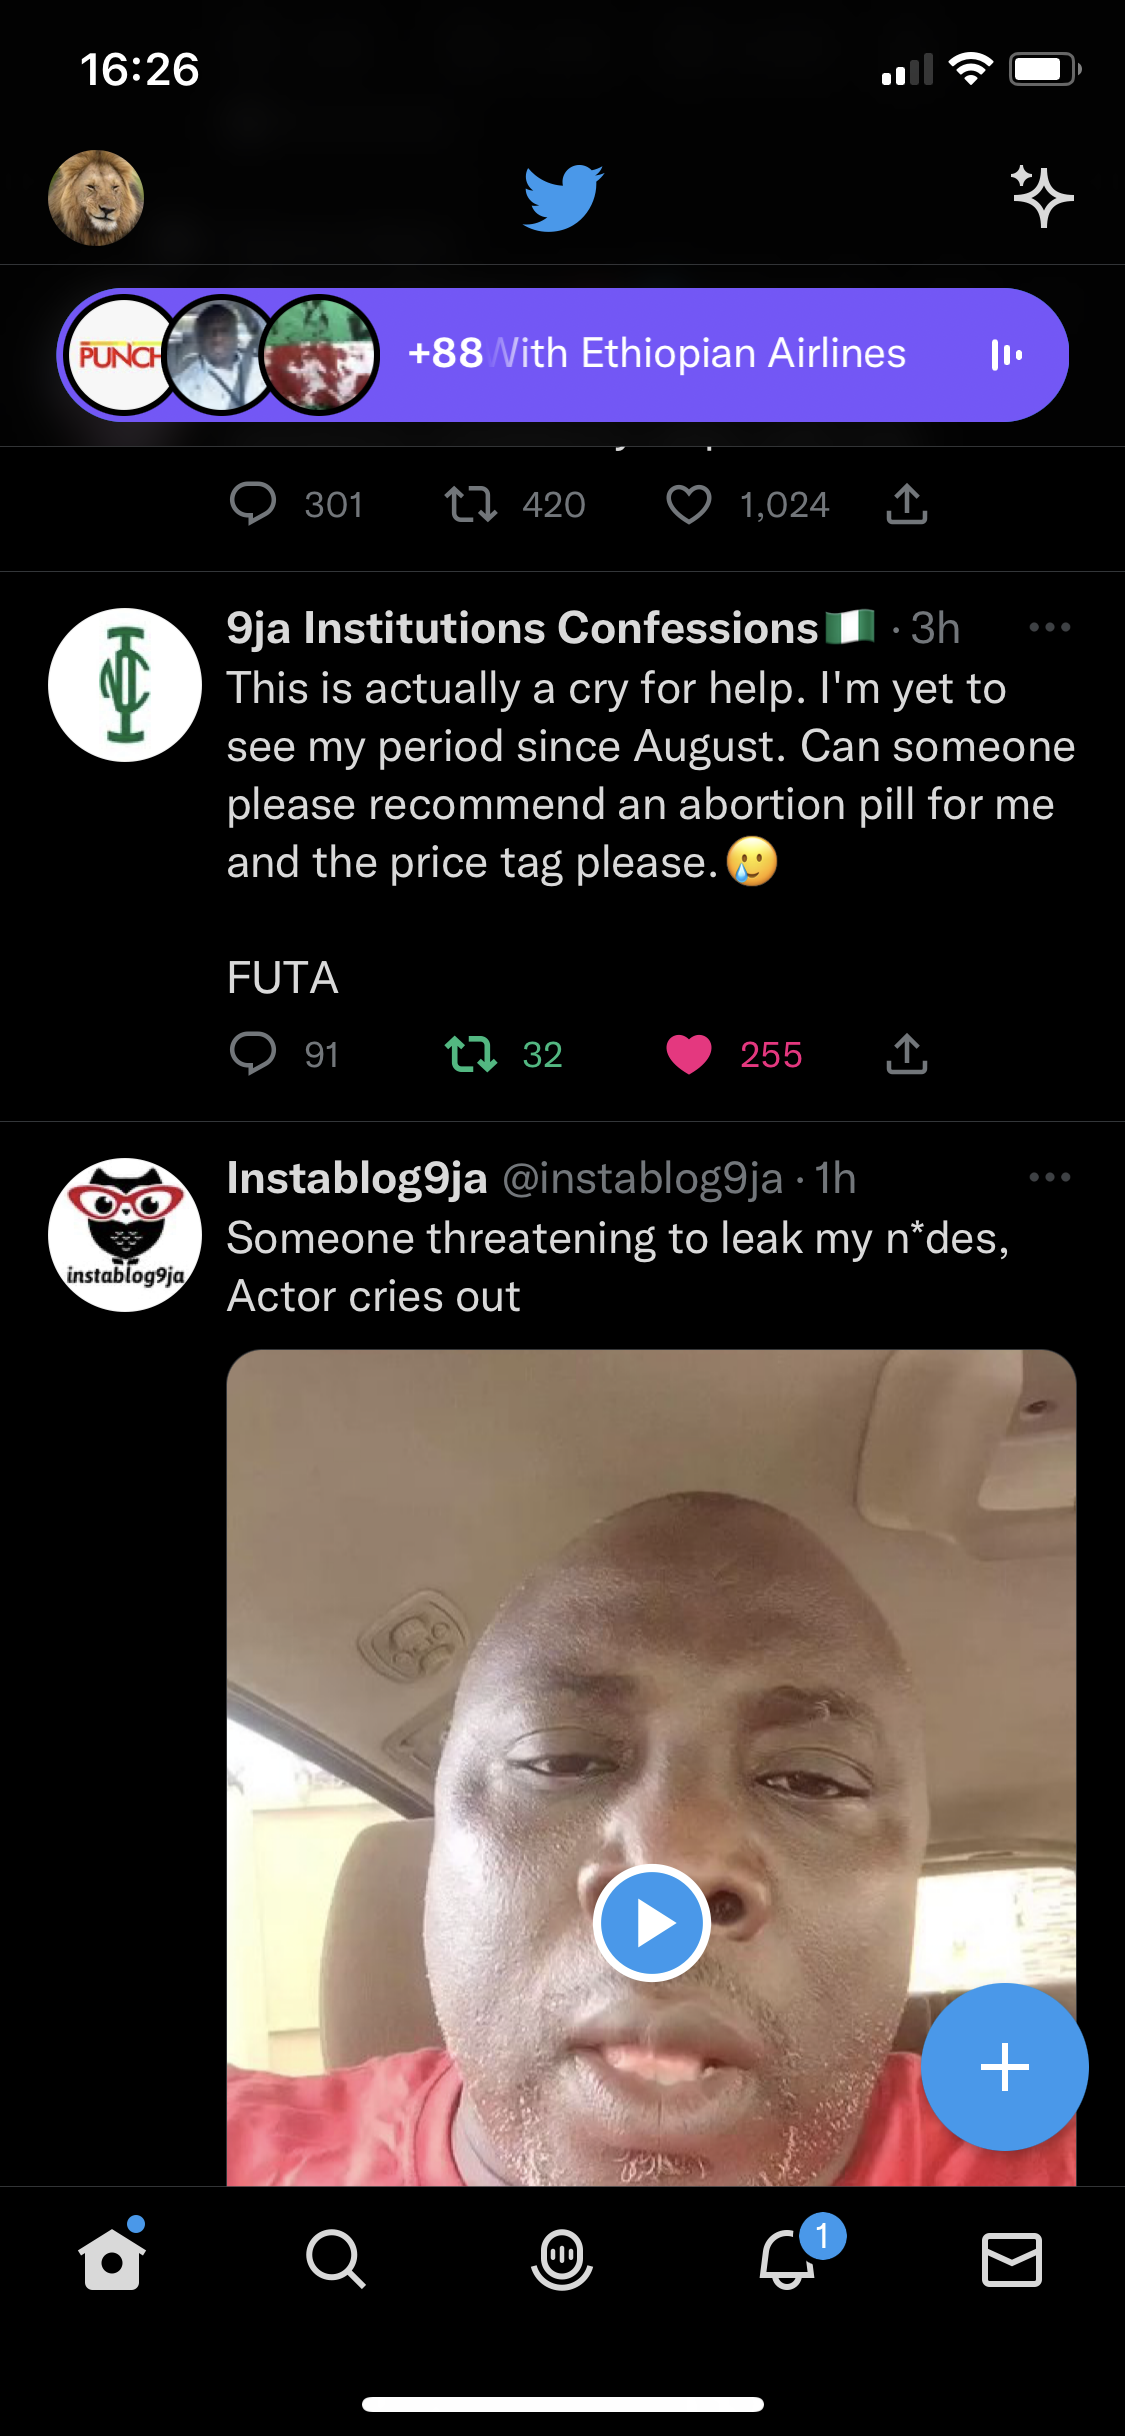 16:26
PUNCH
+88 With Ethiopian Airlines
301 420 1,024
9ja Institutions Confessions🇳🇬 · 3h
This is actually a cry for help. I'm yet to
see my period since August. Can someone
please recommend an abortion pill for me
and the price tag please.🥲
FUTA
91 32 255
Instablog9ja @instablog9ja · 1h
instablog9ja
Someone threatening to leak my n*des,
Actor cries out
1